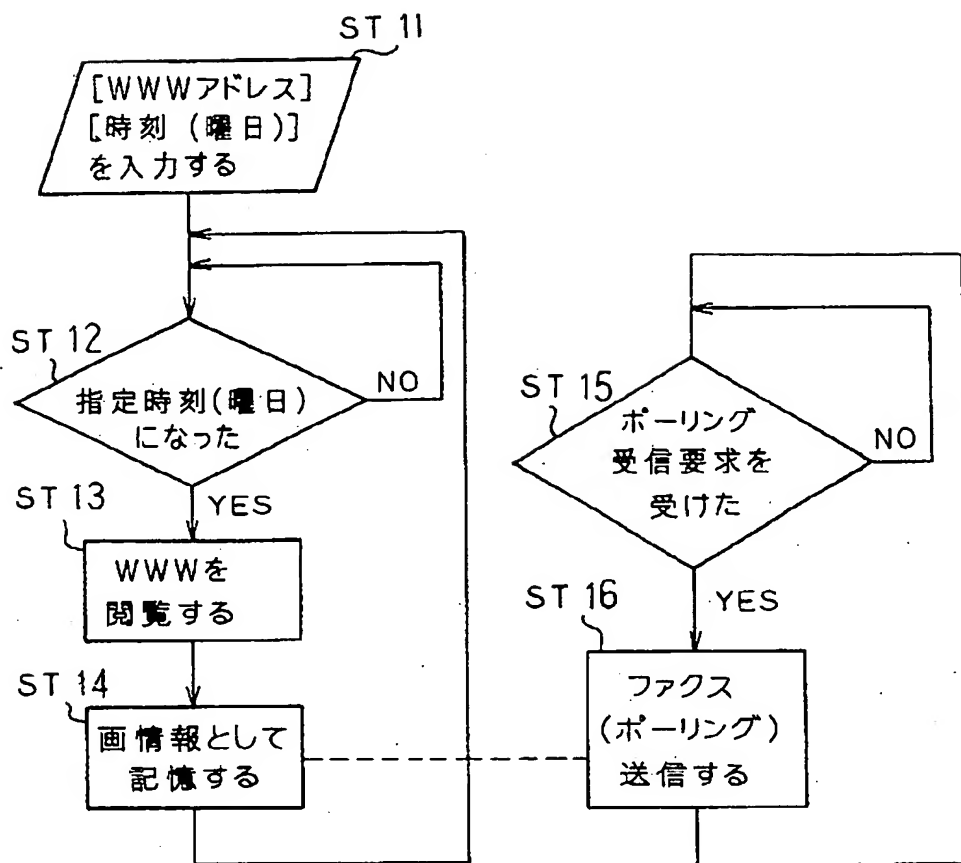 ST 11
[WWWアドレス]
[時刻 (曜日)]
を入力する
ST 12
指定時刻(曜日)
になった
NO
YES
ST 13
WWWを
閲覧する
ST 14
画情報として
記憶する
ST 15
ポーリング
受信要求を
受けた
NO
YES
ST 16
ファクス
(ポーリング)
送信する